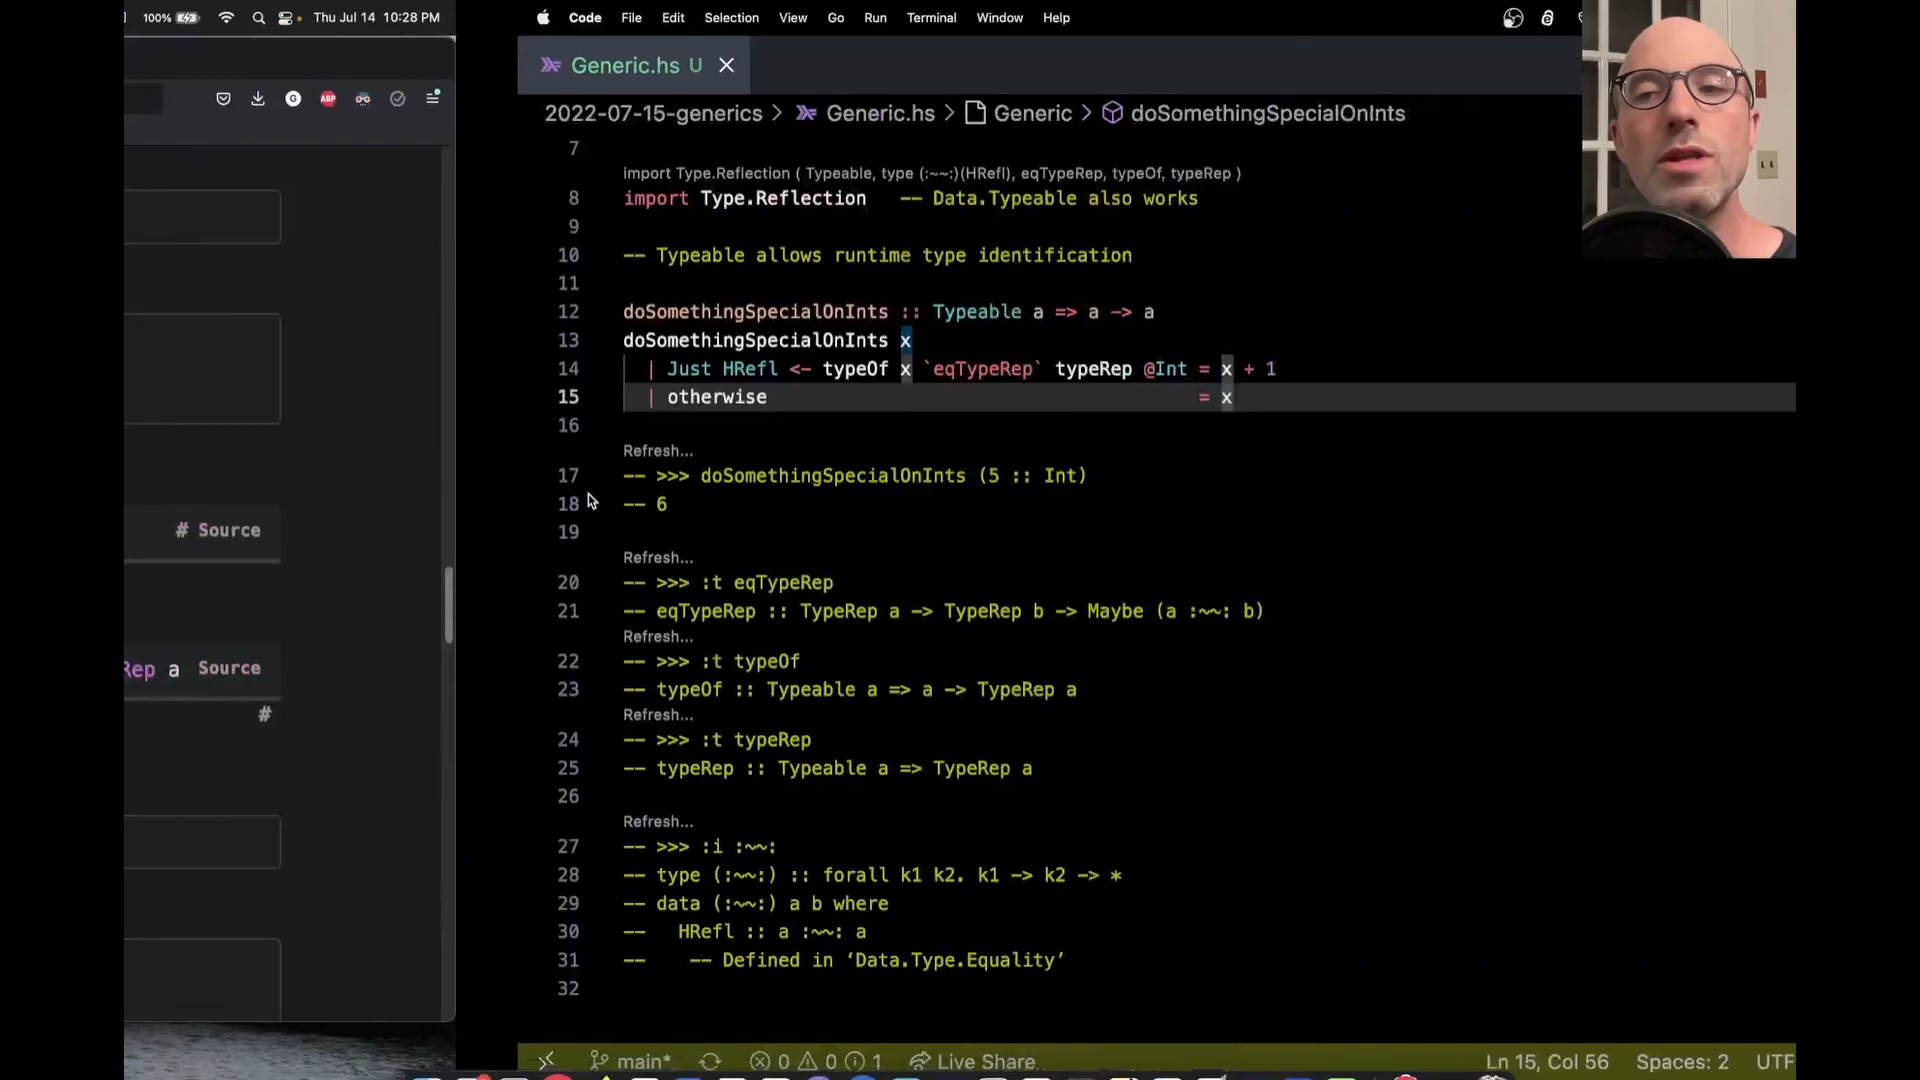 100%
Thu Jul 14 10:28 PM
Code File Edit Selection View Go Run Terminal Window Help
Generic.hs U
2022-07-15-generics > Generic.hs > Generic > doSomethingSpecialOnInts
G
ABP
7
import Type.Reflection ( Typeable, type (:~~:)(HRefl), eqTypeRep, typeOf, typeRep )
8 import Type.Reflection -- Data.Typeable also works
9
10 -- Typeable allows runtime type identification
11
12 doSomethingSpecialOnInts :: Typeable a => a -> a
13 doSomethingSpecialOnInts x
14 | Just HRefl <- typeOf x `eqTypeRep` typeRep @Int = x + 1
15 | otherwise = x
16
Refresh...
17 -- >>> doSomethingSpecialOnInts (5 :: Int)
18 -- 6
19
Refresh...
20 -- >>> :t eqTypeRep
21 -- eqTypeRep :: TypeRep a -> TypeRep b -> Maybe (a :~~: b)
Refresh...
22 -- >>> :t typeOf
23 -- typeOf :: Typeable a => a -> TypeRep a
Refresh...
24 -- >>> :t typeRep
25 -- typeRep :: Typeable a => TypeRep a
26
Refresh...
27 -- >>> :i :~~:
28 -- type (:~~:) :: forall k1 k2. k1 -> k2 -> *
29 -- data (:~~:) a b where
30 -- HRefl :: a :~~: a
31 -- -- Defined in ‘Data.Type.Equality’
32
# Source
Rep a Source
#
main* 0 0 1 Live Share Ln 15, Col 56 Spaces: 2 UTF